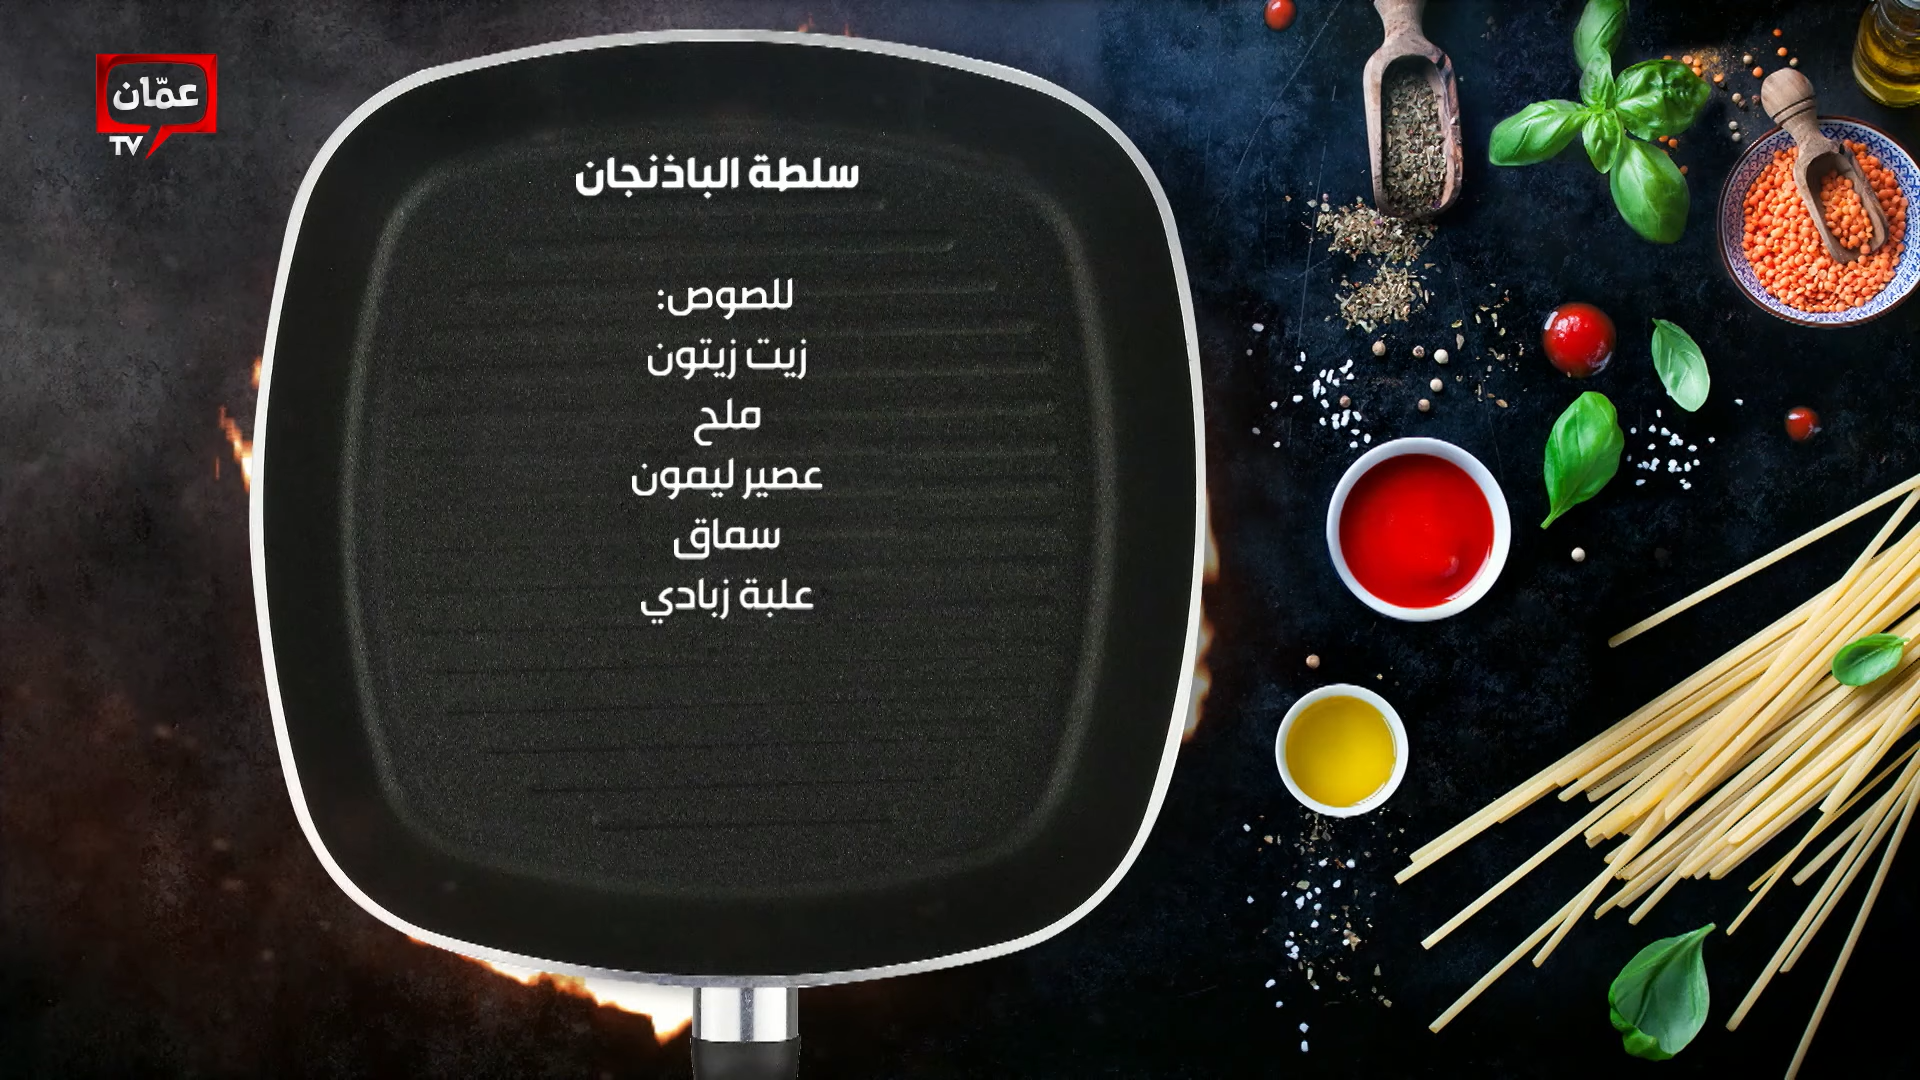 عمّان
TV
سلطة الباذنجان
للصوص:
زيت زيتون
ملح
عصير ليمون
سماق
علبة زبادي